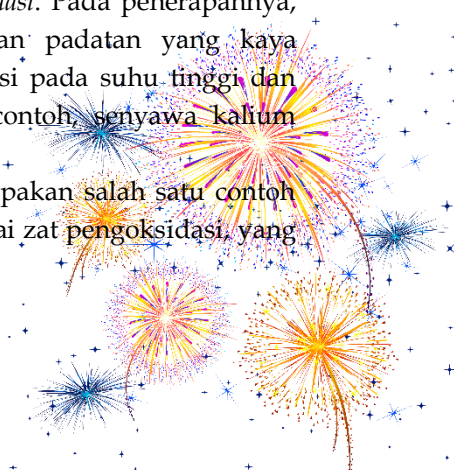 dasi. Pada penerapannya,
an padatan yang kaya
si pada suhu tinggi dan
contoh, senyawa kalium
pakan salah satu contoh
ai zat pengoksidasi, yang